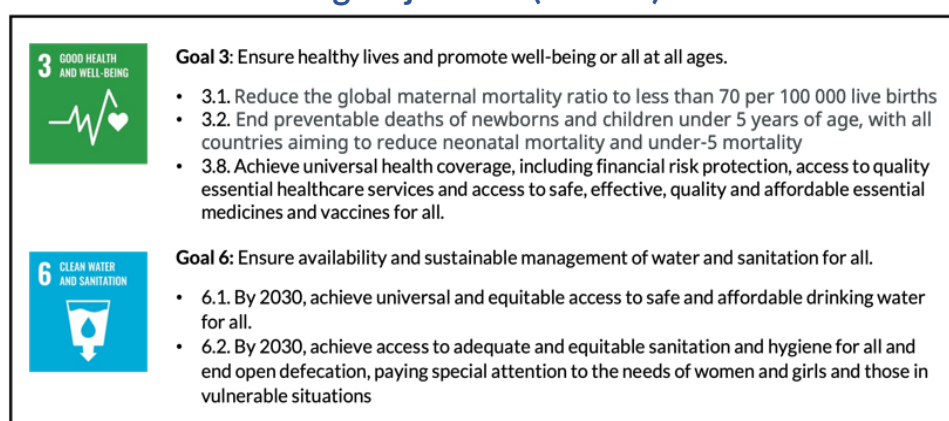 3 GOOD HEALTH
AND WELL-BEING
Goal 3: Ensure healthy lives and promote well-being or all at all ages.
• 3.1. Reduce the global maternal mortality ratio to less than 70 per 100 000 live births
• 3.2. End preventable deaths of newborns and children under 5 years of age, with all
countries aiming to reduce neonatal mortality and under-5 mortality
• 3.8. Achieve universal health coverage, including financial risk protection, access to quality
essential healthcare services and access to safe, effective, quality and affordable essential
medicines and vaccines for all.
6 CLEAN WATER
AND SANITATION
Goal 6: Ensure availability and sustainable management of water and sanitation for all.
• 6.1. By 2030, achieve universal and equitable access to safe and affordable drinking water
for all.
• 6.2. By 2030, achieve access to adequate and equitable sanitation and hygiene for all and
end open defecation, paying special attention to the needs of women and girls and those in
vulnerable situations